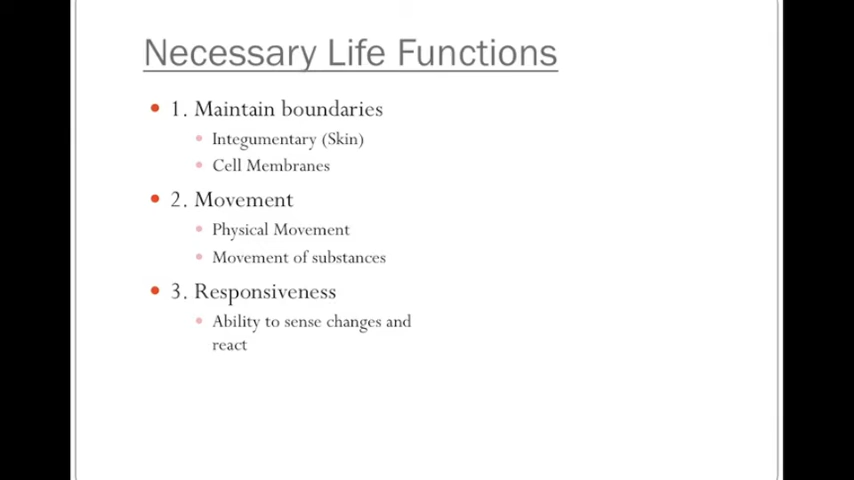 Necessary Life Functions
• 1. Maintain boundaries
• Integumentary (Skin)
• Cell Membranes
• 2. Movement
• Physical Movement
• Movement of substances
• 3. Responsiveness
• Ability to sense changes and
react